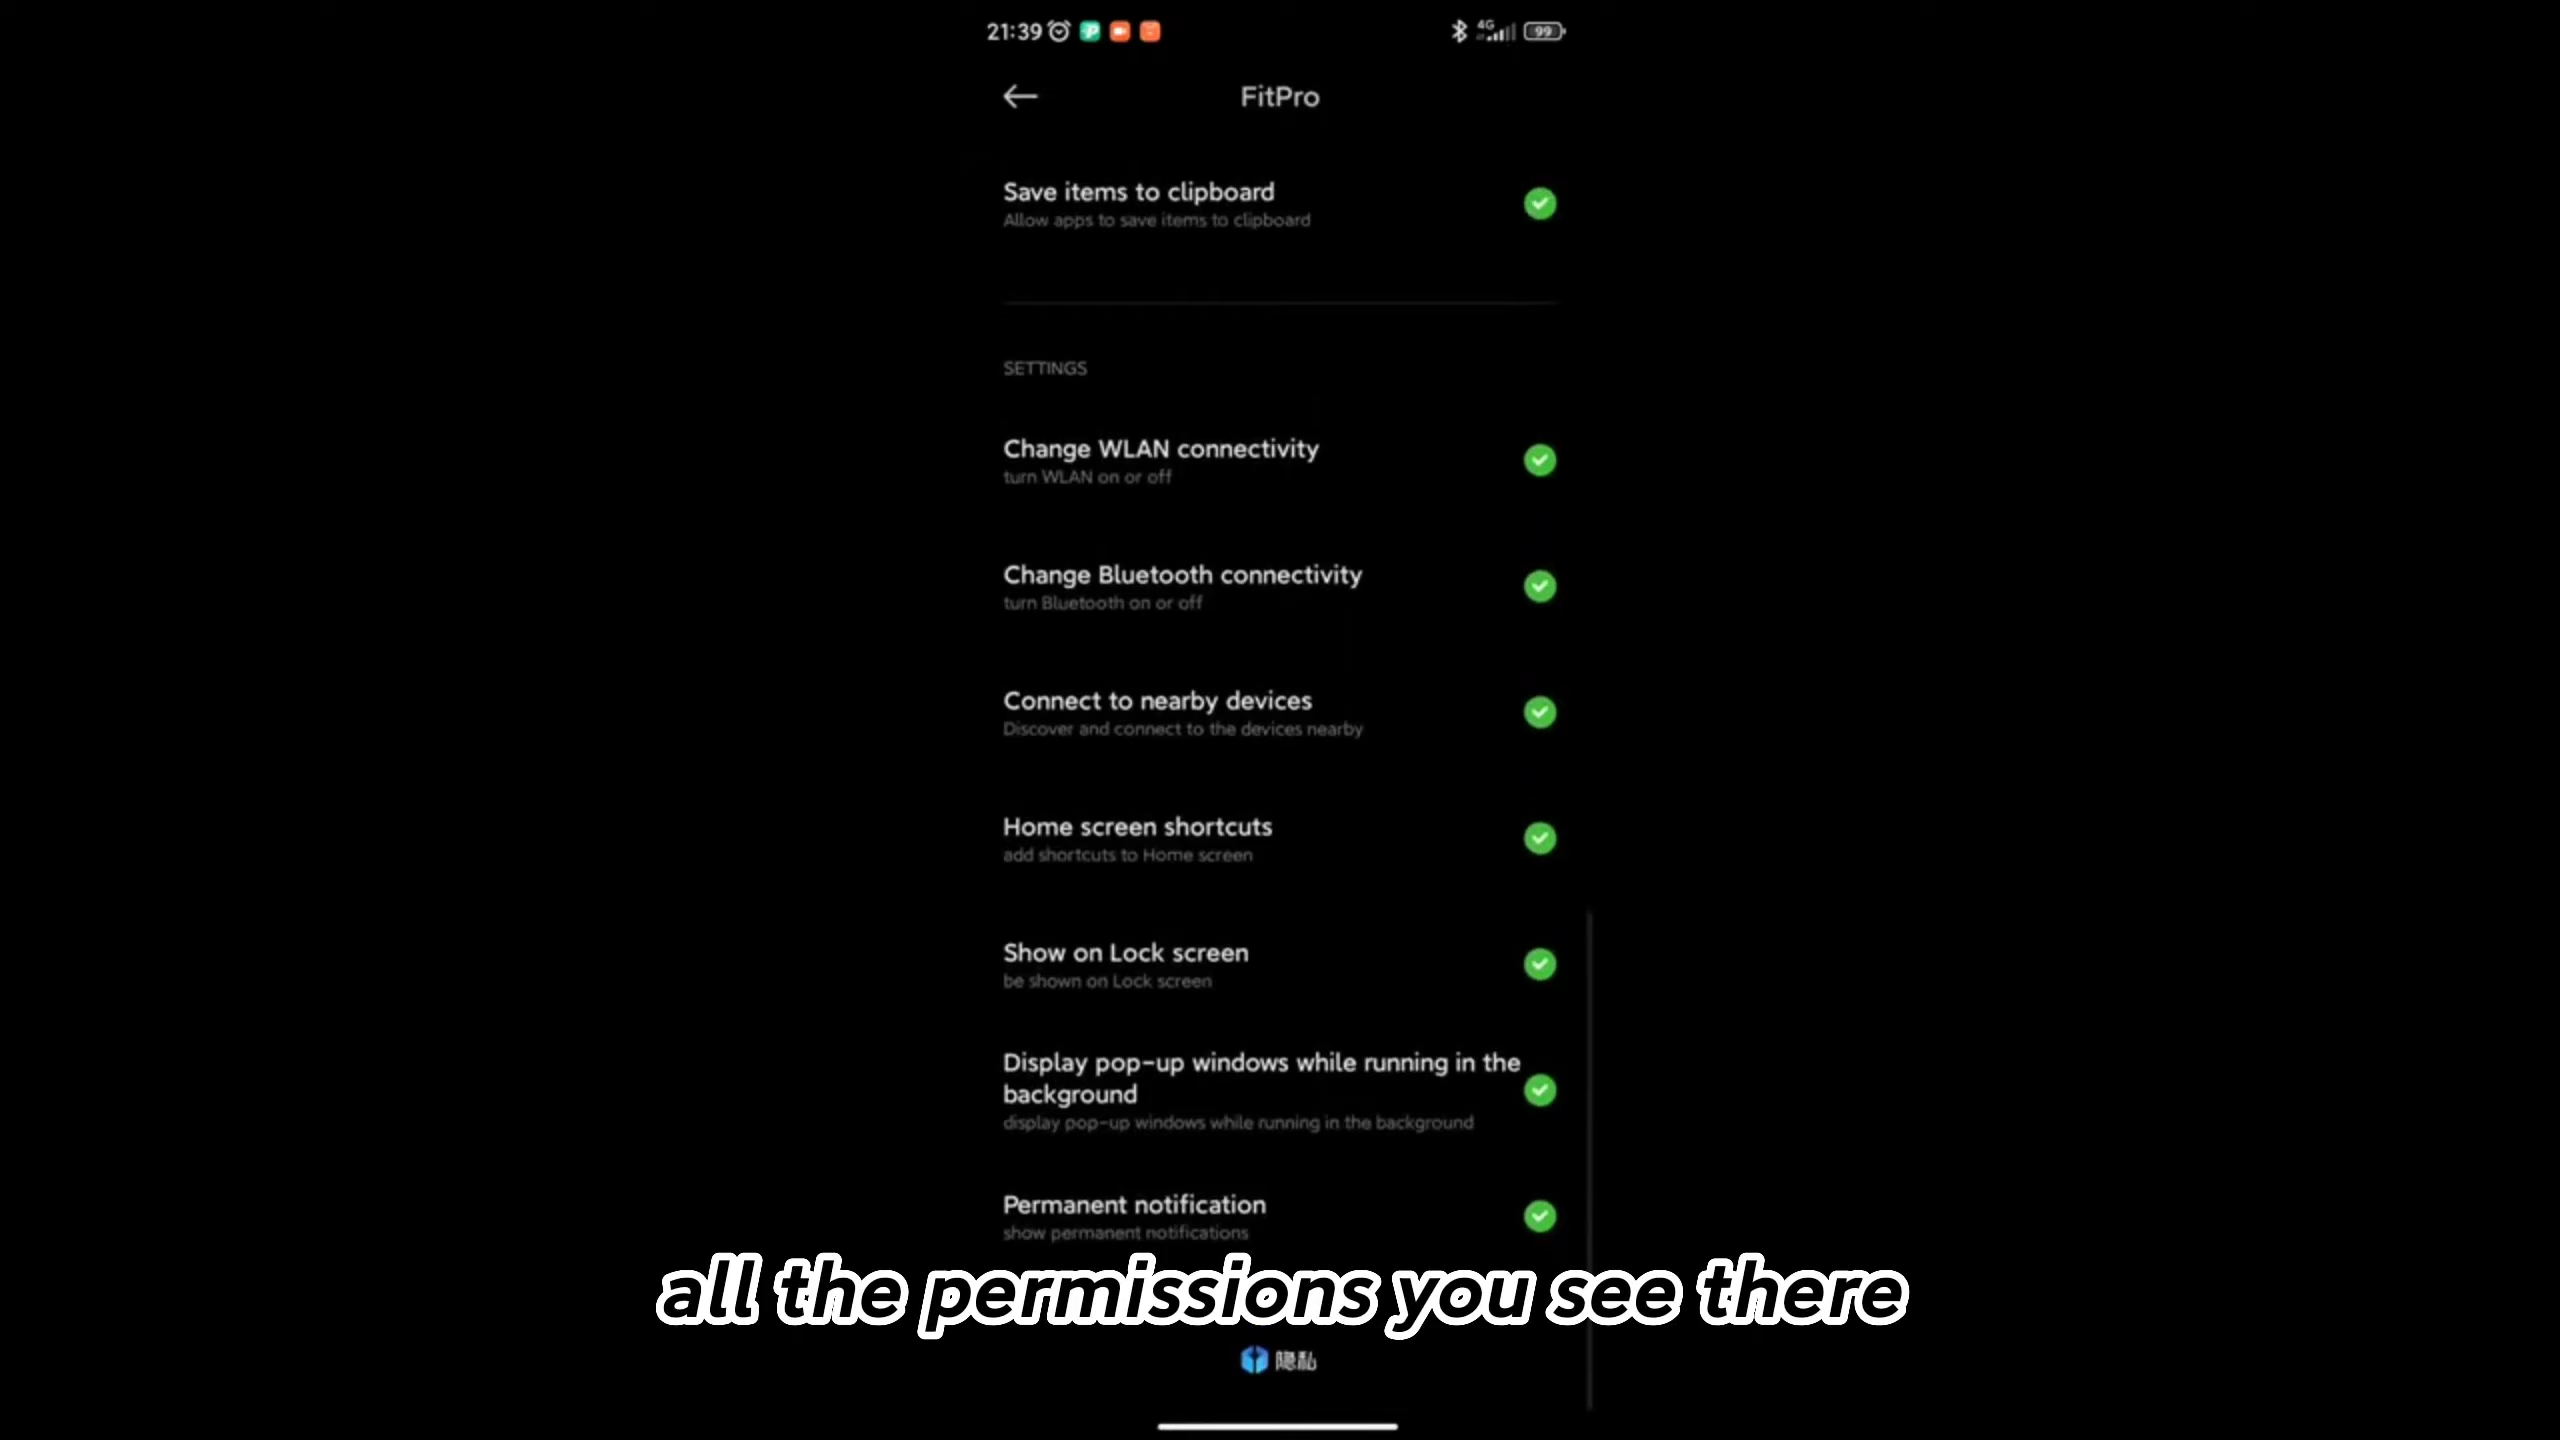 21:39
4G
99
FitPro
Save items to clipboard
Allow apps to save items to clipboard
SETTINGS
Change WLAN connectivity
turn WLAN on or off
Change Bluetooth connectivity
turn Bluetooth on or off
Connect to nearby devices
Discover and connect to the devices nearby
Home screen shortcuts
add shortcuts to Home screen
Show on Lock screen
be shown on Lock screen
Display pop-up windows while running in the
background
display pop-up windows while running in the background
Permanent notification
show permanent notifications
all the permissions you see there
隐私